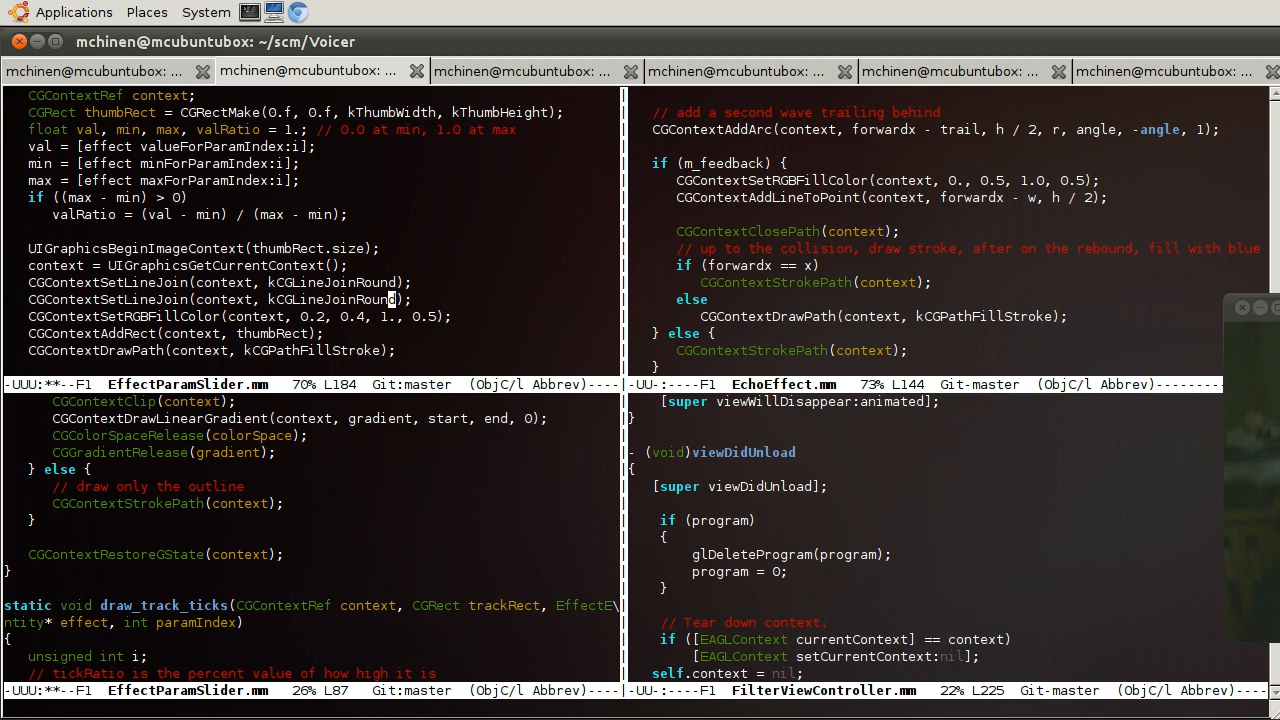 Applications Places System
mchinen@mcubuntubox: ~/scm/Voicer
mchinen@mcubuntubox: ... mchinen@mcubuntubox: ... mchinen@mcubuntubox: ... mchinen@mcubuntubox: ... mchinen@mcubuntubox: ... mchinen@mcubuntubox: ...
CGContextRef context;
CGRect thumbRect = CGRectMake(0.f, 0.f, kThumbWidth, kThumbHeight);
float val, min, max, valRatio = 1.; // 0.0 at min, 1.0 at max
val = [effect valueForParamIndex:i];
min = [effect minForParamIndex:i];
max = [effect maxForParamIndex:i];
if ((max - min) > 0)
valRatio = (val - min) / (max - min);
UIGraphicsBeginImageContext(thumbRect.size);
context = UIGraphicsGetCurrentContext();
CGContextSetLineJoin(context, kCGLineJoinRound);
CGContextSetLineJoin(context, kCGLineJoinRound);
CGContextSetRGBFillColor(context, 0.2, 0.4, 1., 0.5);
CGContextAddRect(context, thumbRect);
CGContextDrawPath(context, kCGPathFillStroke);
-UUU:**--F1 EffectParamSlider.mm 70% L184 Git:master (ObjC/l Abbrev)----
CGContextClip(context);
CGContextDrawLinearGradient(context, gradient, start, end, 0);
CGColorSpaceRelease(colorSpace);
CGGradientRelease(gradient);
} else {
// draw only the outline
CGContextStrokePath(context);
}
CGContextRestoreGState(context);
}
static void draw_track_ticks(CGContextRef context, CGRect trackRect, EffectE\
ntity* effect, int paramIndex)
{
unsigned int i;
// tickRatio is the percent value of how high it is
-UUU:**--F1 EffectParamSlider.mm 26% L87 Git:master (ObjC/l Abbrev)-----
// add a second wave trailing behind
CGContextAddArc(context, forwardx - trail, h / 2, r, angle, -angle, 1);
if (m_feedback) {
CGContextSetRGBFillColor(context, 0., 0.5, 1.0, 0.5);
CGContextAddLineToPoint(context, forwardx - w, h / 2);
CGContextClosePath(context);
// up to the collision, draw stroke, after on the rebound, fill with blue
if (forwardx == x)
CGContextStrokePath(context);
else
CGContextDrawPath(context, kCGPathFillStroke);
} else {
CGContextStrokePath(context);
}
-UU-:----F1 EchoEffect.mm 73% L144 Git-master (ObjC/l Abbrev)---------
[super viewWillDisappear:animated];
}
- (void)viewDidUnload
{
[super viewDidUnload];
if (program)
{
glDeleteProgram(program);
program = 0;
}
// Tear down context.
if ([EAGLContext currentContext] == context)
[EAGLContext setCurrentContext:nil];
self.context = nil;
-UU-:----F1 FilterViewController.mm 22% L225 Git-master (ObjC/l Abbrev)-----